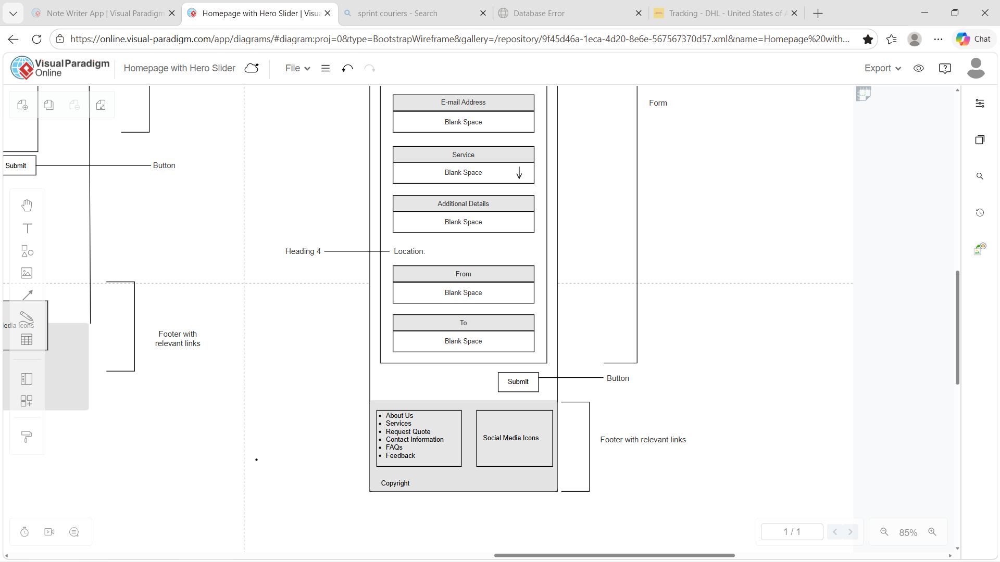 Note Writer App | Visual Paradigm
Homepage with Hero Slider | Visua
sprint couriers - Search
Database Error
Tracking - DHL - United States of A
https://online.visual-paradigm.com/app/diagrams/#diagram:proj=0&type=BootstrapWireframe&gallery=/repository/9f45d46a-1eca-4d20-8e6e-567567370d57.xml&name=Homepage%20with...
Chat
Visual Paradigm
Online
Homepage with Hero Slider
File
Export
E-mail Address
Form
Blank Space
Service
Submit
Button
Blank Space
Additional Details
Blank Space
Heading 4
Location:
From
Blank Space
To
edia Icons
Footer with
relevant links
Blank Space
Submit
Button
• About Us
• Services
• Request Quote
• Contact Information
• FAQs
• Feedback
Social Media Icons
Footer with relevant links
Copyright
1 / 1
85%